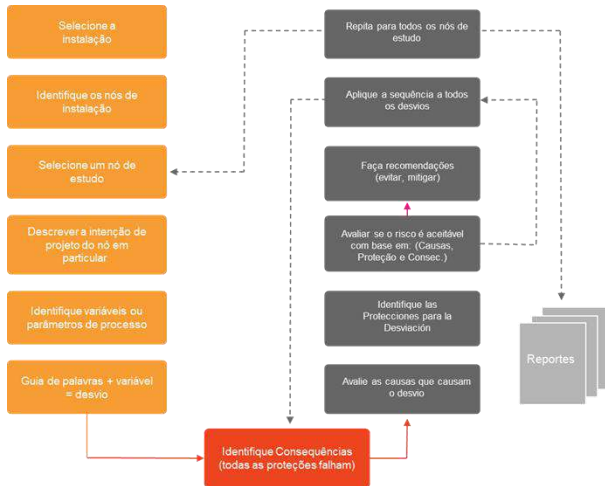 Selecione a
instalação
Identifique os nós de
instalação
Selecione um nó de
estudo
Descrever a intenção de
projeto do nó em
particular
Identifique variáveis ou
parâmetros de processo
Guia de palavras + variável
= desvio
Identifique Consequências
(todas as proteções falham)
Avalie as causas que causam
o desvio
Identifique las
Protecciones para la
Desviación
Avaliar se o risco é aceitável
com base em: (Causas,
Proteção e Consec.)
Faça recomendações
(evitar, mitigar)
Aplique a sequência a todos
os desvios
Repita para todos os nós de
estudo
Reportes